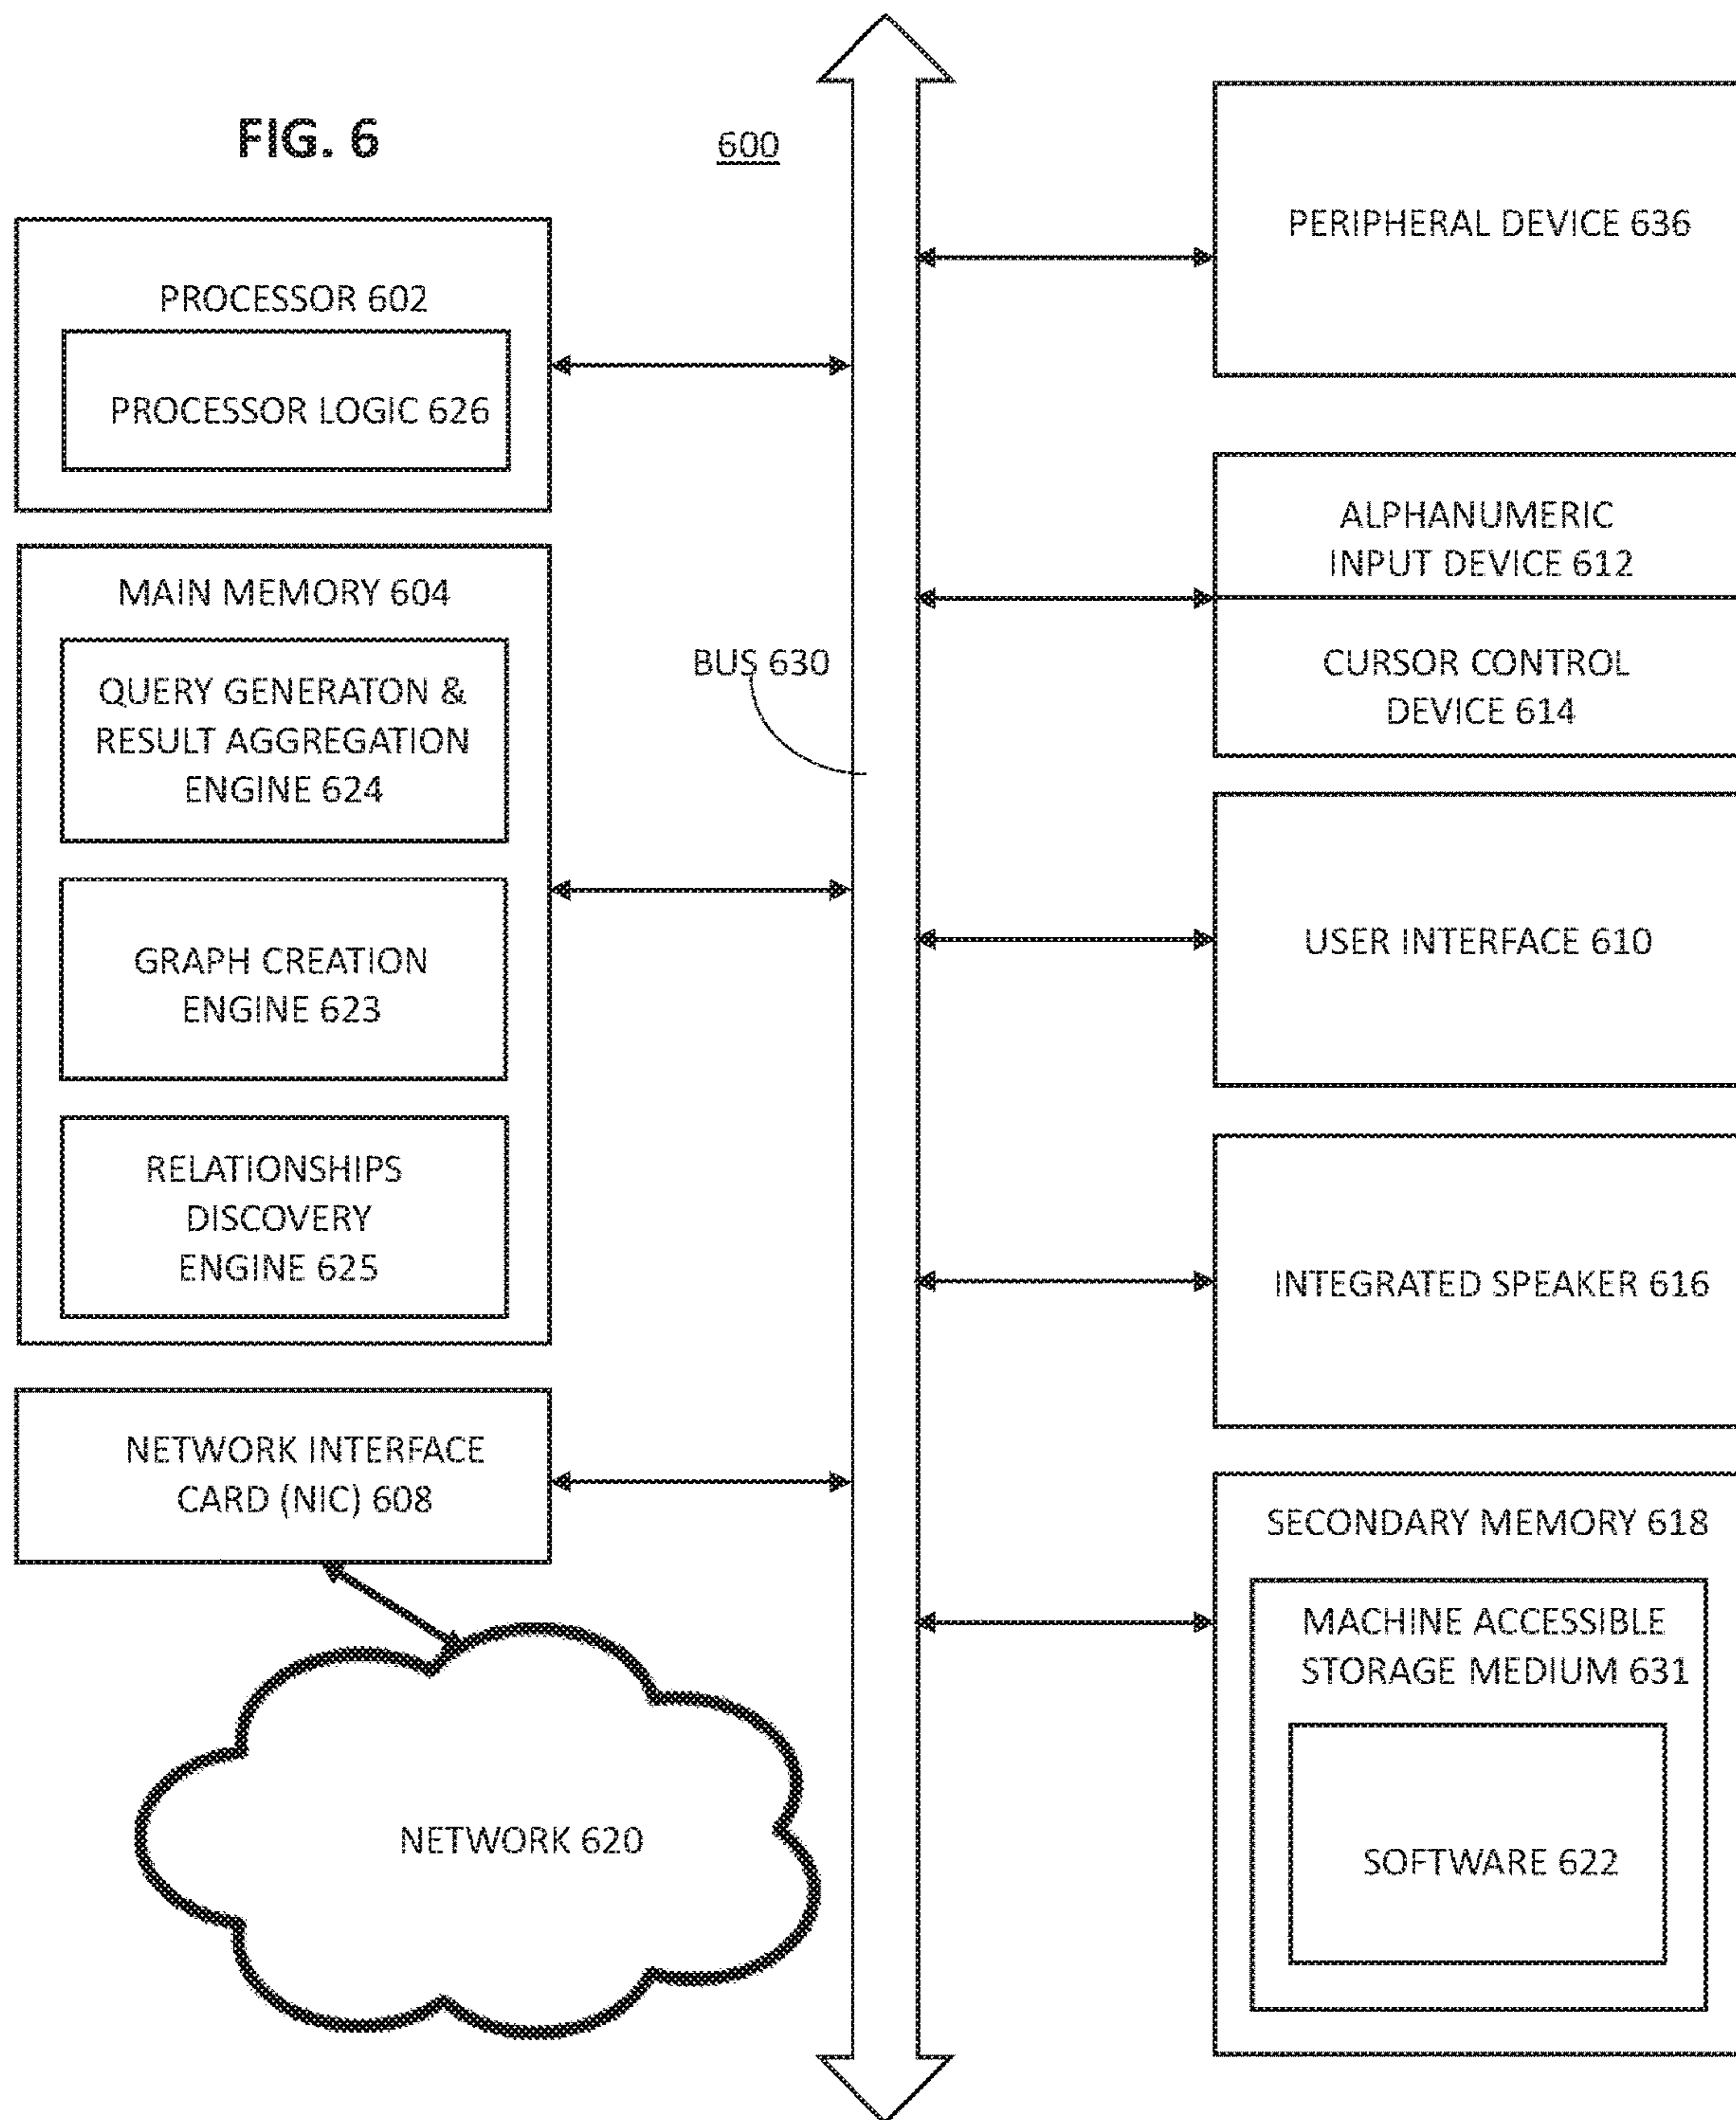 FIG. 6
600
PROCESSOR 602
PROCESSOR LOGIC 626
MAIN MEMORY 604
QUERY GENERATON &
RESULT AGGREGATION
ENGINE 624
GRAPH CREATION
ENGINE 623
RELATIONSHIPS
DISCOVERY
ENGINE 625
NETWORK INTERFACE
CARD (NIC) 608
NETWORK 620
BUS 630
PERIPHERAL DEVICE 636
ALPHANUMERIC
INPUT DEVICE 612
CURSOR CONTROL
DEVICE 614
USER INTERFACE 610
INTEGRATED SPEAKER 616
SECONDARY MEMORY 618
MACHINE ACCESSIBLE
STORAGE MEDIUM 631
SOFTWARE 622